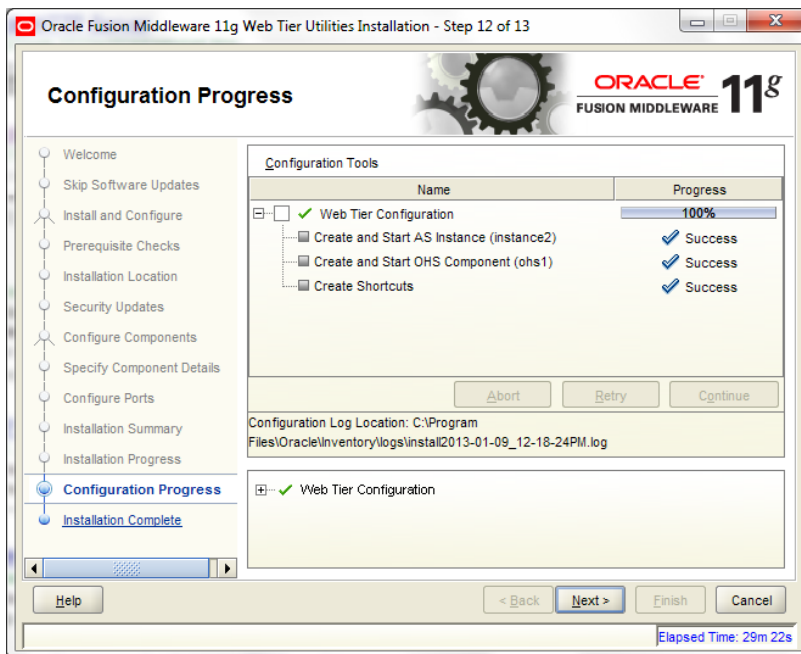 Oracle Fusion Middleware 11g Web Tier Utilities Installation - Step 12 of 13
Configuration Progress
ORACLE
FUSION MIDDLEWARE 11g
Welcome
Skip Software Updates
Install and Configure
Prerequisite Checks
Installation Location
Security Updates
Configure Components
Specify Component Details
Configure Ports
Installation Summary
Installation Progress
Configuration Progress
Installation Complete
Configuration Tools
Name Progress
Web Tier Configuration 100%
Create and Start AS Instance (instance2) Success
Create and Start OHS Component (ohs1) Success
Create Shortcuts Success
Abort Retry Continue
Configuration Log Location: C:\Program
Files\Oracle\Inventory\logs\install2013-01-09_12-18-24PM.log
Web Tier Configuration
Help < Back Next > Finish Cancel
Elapsed Time: 29m 22s